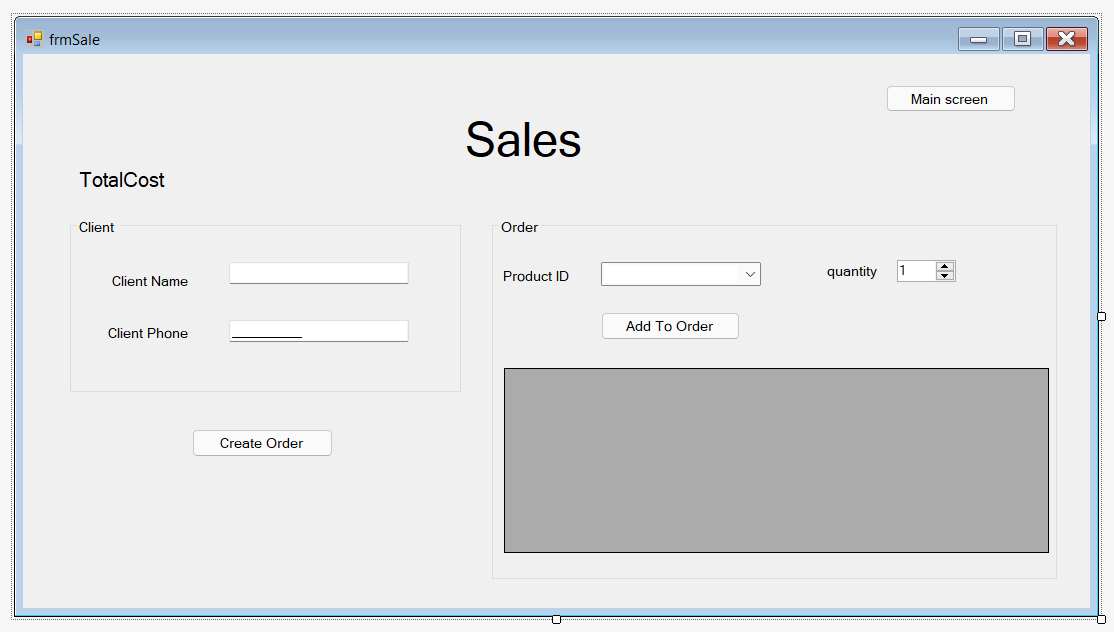 frmSale
Main screen
Sales
TotalCost
Client
Client Name
Client Phone
Create Order
Order
Product ID
quantity
1
Add To Order